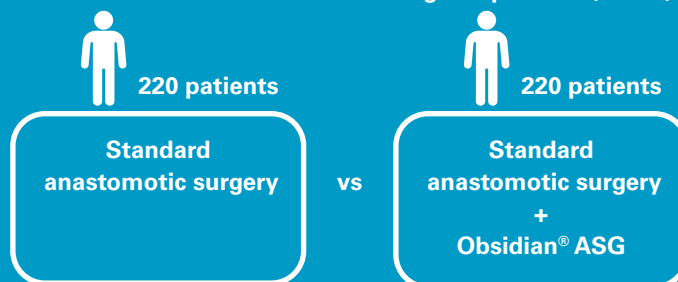 220 patients
220 patients
Standard
anastomotic surgery
vs
Standard
anastomotic surgery
+
Obsidian® ASG